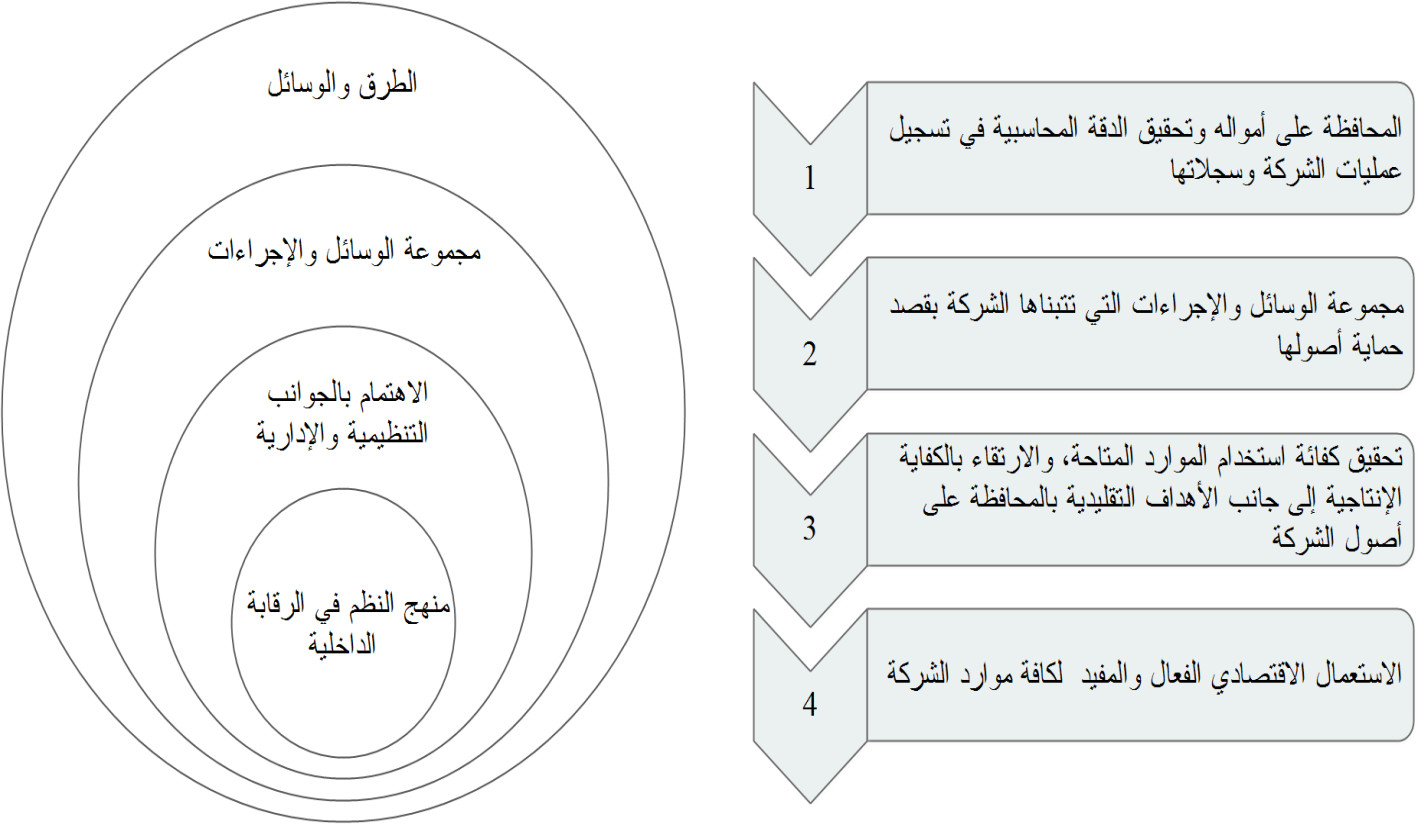 الطرق والوسائل
مجموعة الوسائل والإجراءات
الاهتمام بالجوانب
التنظيمية والإدارية
منهج النظم في الرقابة
الداخلية
1
المحافظة على أمواله وتحقيق الدقة المحاسبية في تسجيل
عمليات الشركة وسجلاتها
2
مجموعة الوسائل والإجراءات التي تتبناها الشركة بقصد
حماية أصولها
3
تحقيق كفائة استخدام الموارد المتاحة، والارتقاء بالكفاية
الإنتاجية إلى جانب الأهداف التقليدية بالمحافظة على
أصول الشركة
4
الاستعمال الاقتصادي الفعال والمفيد لكافة موارد الشركة